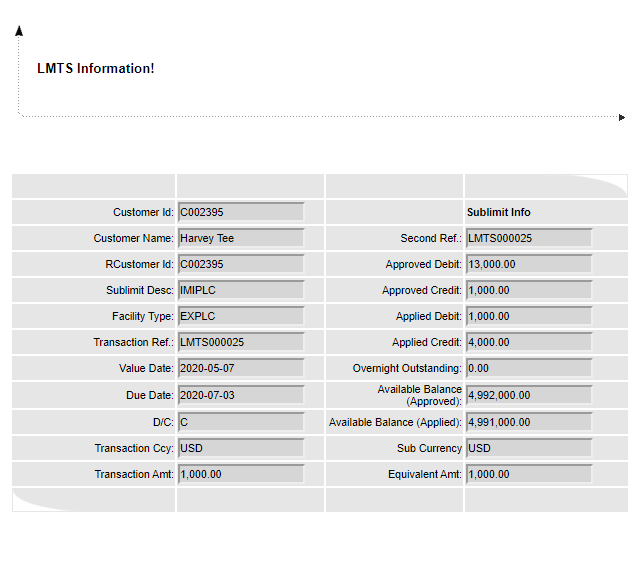 LMTS Information!
Customer Id: C002395 Sublimit Info
Customer Name: Harvey Tee Second Ref.: LMTS000025
RCustomer Id: C002395 Approved Debit: 13,000.00
Sublimit Desc: IMIPLC Approved Credit: 1,000.00
Facility Type: EXPLC Applied Debit: 1,000.00
Transaction Ref.: LMTS000025 Applied Credit: 4,000.00
Value Date: 2020-05-07 Overnight Outstanding: 0.00
Due Date: 2020-07-03 Available Balance
(Approved): 4,992,000.00
D/C: C Available Balance (Applied): 4,991,000.00
Transaction Ccy: USD Sub Currency USD
Transaction Amt: 1,000.00 Equivalent Amt: 1,000.00